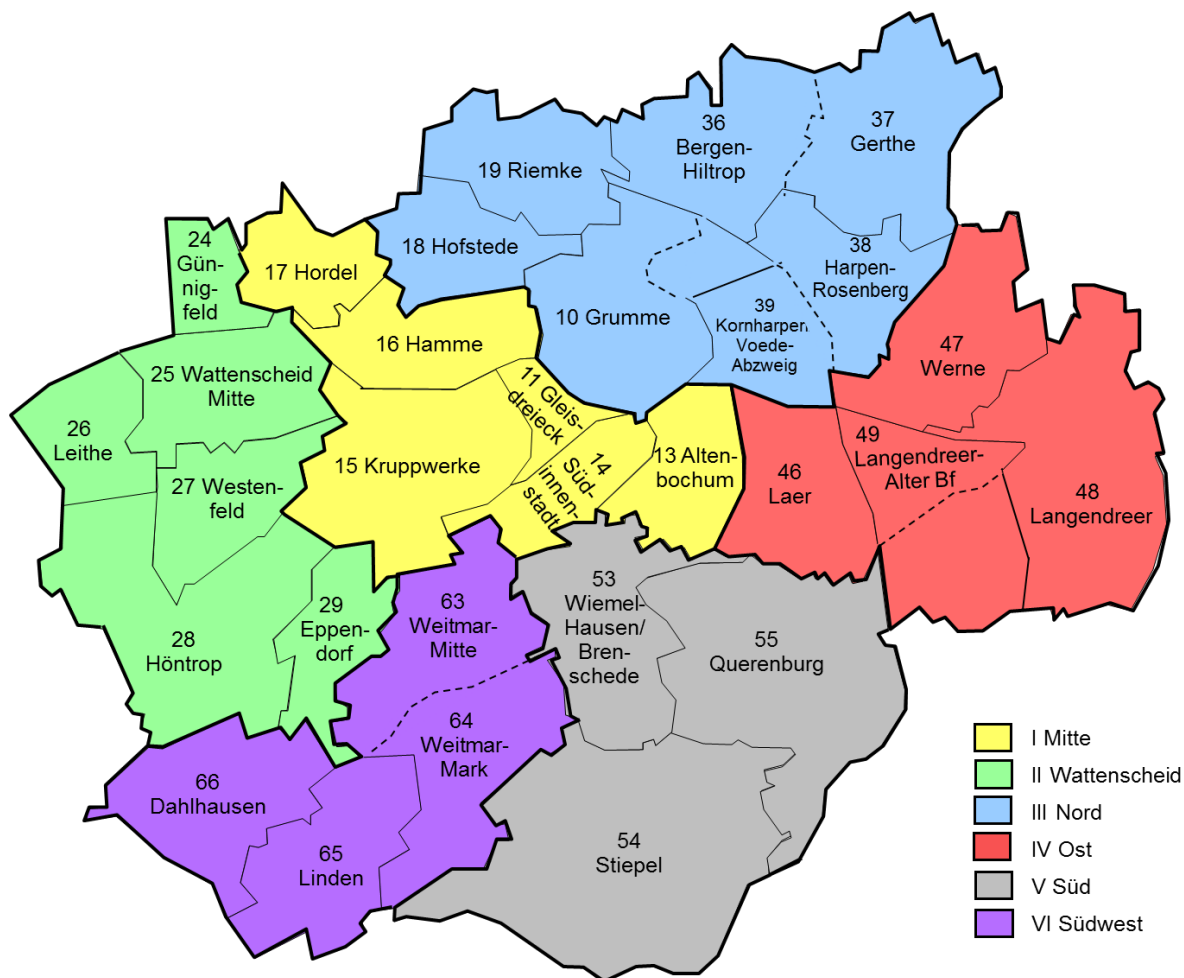 36
Bergen-
Hiltrop
37
Gerthe
19 Riemke
18 Hofstede
38
Harpen-
Rosenberg
24
Gün-
nig-
feld
17 Hordel
10 Grumme
39
Kornharpen
Voede-
Abzweig
16 Hamme
47
Werne
25 Wattenscheid
Mitte
11 Gleis-
dreieck
26
Leithe
15 Kruppwerke
14
Süd-
innen-
stadt
13 Alten-
bochum
46
Laer
49
Langendreer-
Alter Bf
48
Langendreer
27 Westen-
feld
53
Wiemel-
Hausen/
Bren-
schede
63
Weitmar-
Mitte
29
Eppen-
dorf
28
Höntrop
55
Querenburg
64
Weitmar-
Mark
66
Dahlhausen
65
Linden
54
Stiepel
I Mitte
II Wattenscheid
III Nord
IV Ost
V Süd
VI Südwest